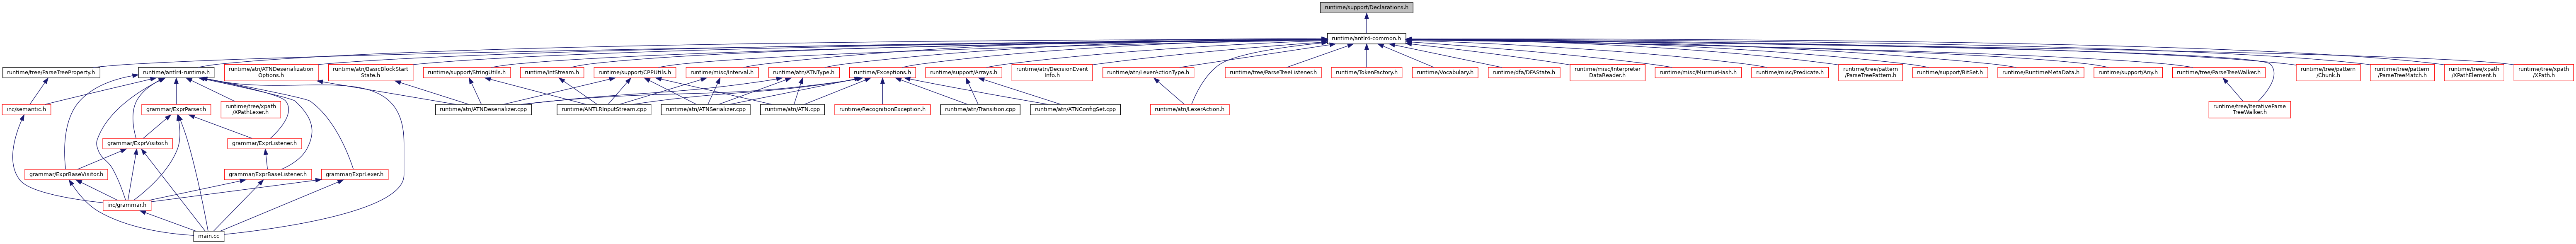 runtime/support/Declarations.h
runtime/antlr4-common.h
runtime/tree/ParseTreeProperty.h
runtime/antlr4-runtime.h
runtime/atn/ATNDeserialization
Options.h
runtime/atn/BasicBlockStart
State.h
runtime/support/StringUtils.h
runtime/IntStream.h
runtime/support/CPPUtils.h
runtime/misc/Interval.h
runtime/atn/ATNType.h
runtime/Exceptions.h
runtime/support/Arrays.h
runtime/atn/DecisionEvent
Info.h
runtime/atn/LexerActionType.h
runtime/tree/ParseTreeListener.h
runtime/TokenFactory.h
runtime/Vocabulary.h
runtime/dfa/DFAState.h
runtime/misc/Interpreter
DataReader.h
runtime/misc/MurmurHash.h
runtime/misc/Predicate.h
runtime/tree/pattern
/ParseTreePattern.h
runtime/support/BitSet.h
runtime/RuntimeMetaData.h
runtime/support/Any.h
runtime/tree/ParseTreeWalker.h
runtime/tree/pattern
/Chunk.h
runtime/tree/pattern
/ParseTreeMatch.h
runtime/tree/xpath
/XPathElement.h
runtime/tree/xpath
/XPath.h
inc/semantic.h
grammar/ExprParser.h
runtime/tree/xpath
/XPathLexer.h
runtime/atn/ATNDeserializer.cpp
runtime/ANTLRInputStream.cpp
runtime/atn/ATNSerializer.cpp
runtime/atn/ATN.cpp
runtime/RecognitionException.h
runtime/atn/Transition.cpp
runtime/atn/ATNConfigSet.cpp
runtime/atn/LexerAction.h
runtime/tree/IterativeParse
TreeWalker.h
grammar/ExprVisitor.h
grammar/ExprListener.h
grammar/ExprBaseVisitor.h
grammar/ExprBaseListener.h
grammar/ExprLexer.h
inc/grammar.h
main.cc